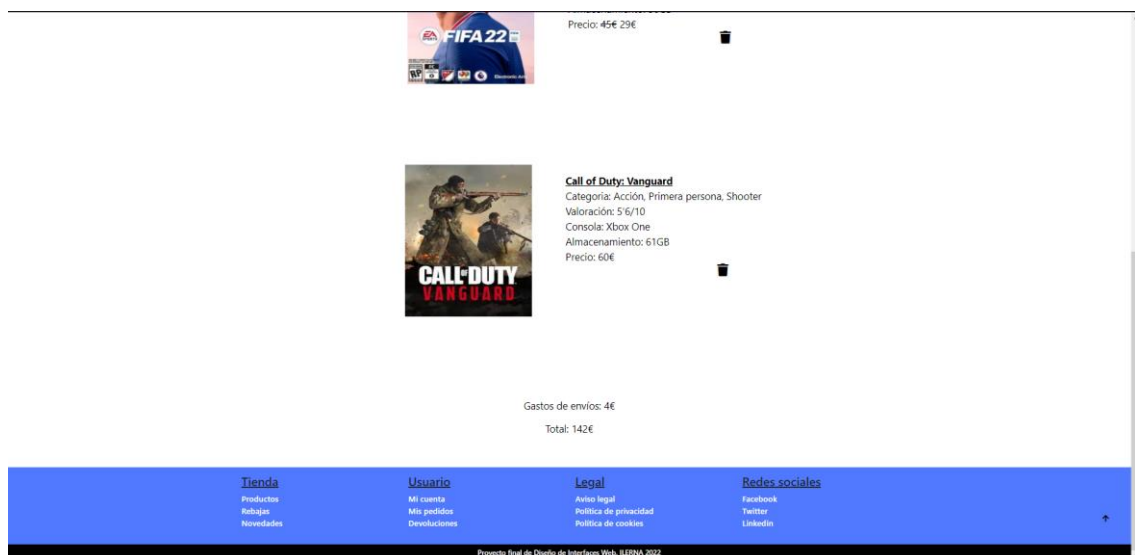 Precio: 45€ 29€
EA SPORTS FIFA 22
RP
Call of Duty: Vanguard
Categoria: Acción, Primera persona, Shooter
Valoración: 5'6/10
Consola: Xbox One
Almacenamiento: 61GB
Precio: 60€
CALL OF DUTY
VANGUARD
Gastos de envíos: 4€
Total: 142€
Tienda
Productos
Rebajas
Novedades
Usuario
Mi cuenta
Mis pedidos
Devoluciones
Legal
Aviso legal
Política de privacidad
Política de cookies
Redes sociales
Facebook
Twitter
Linkedin
Proyecto final de Diseño de Interfaces Web. ILERNA 2022